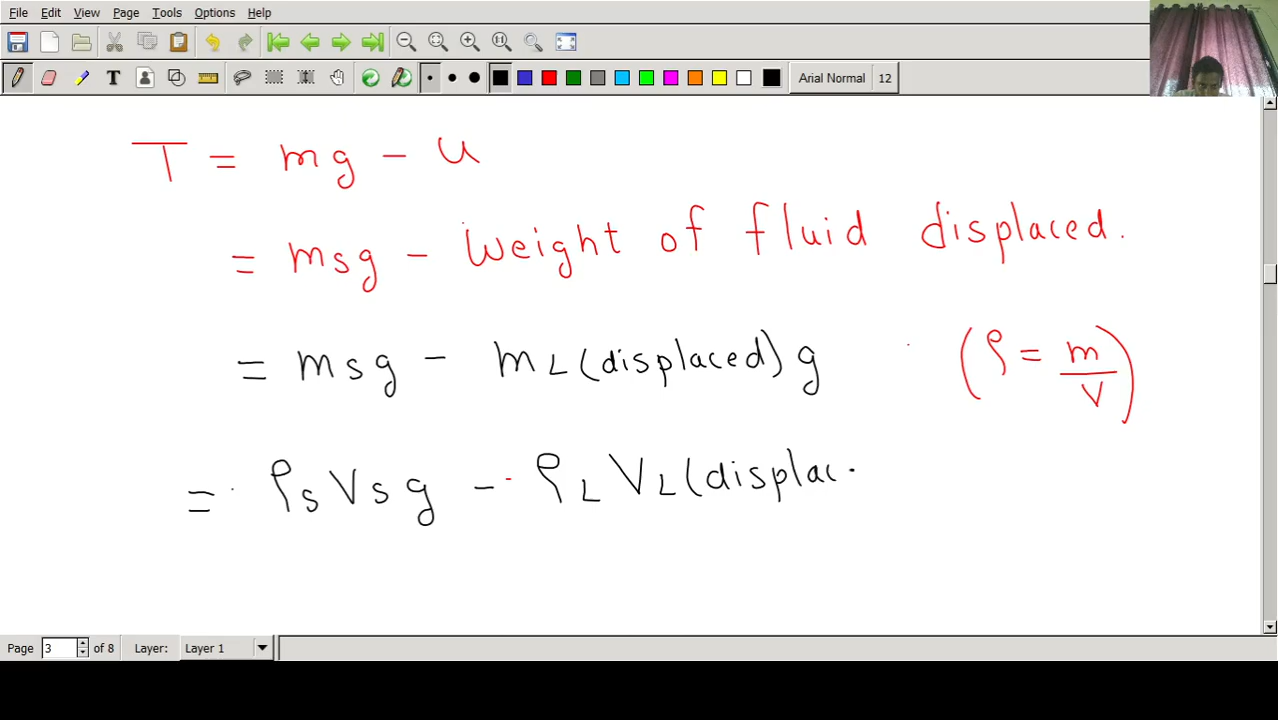 File Edit View Page Tools Options Help
Arial Normal 12
T = mg - u
= msg - Weight of fluid displaced.
= msg - mL(displaced)g (ρ = m/V)
= ρsVsg - ρLVL(displac
Page 3 of 8 Layer: Layer 1